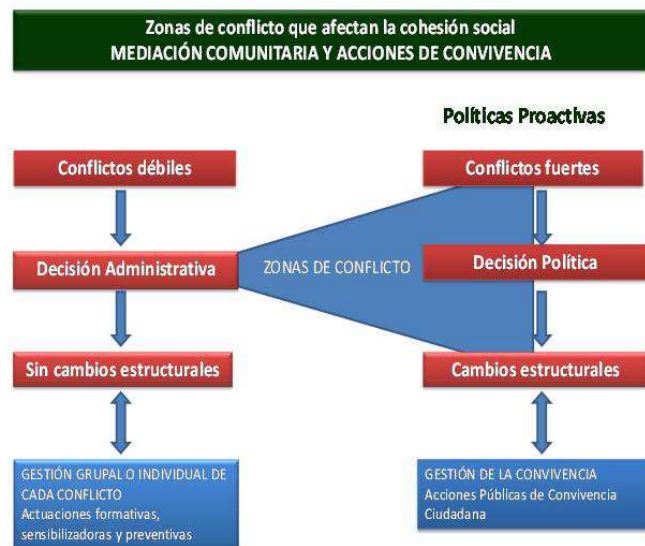 Zonas de conflicto que afectan la cohesión social
MEDIACIÓN COMUNITARIA Y ACCIONES DE CONVIVENCIA
Políticas Proactivas
Conflictos débiles
Conflictos fuertes
Decisión Administrativa
ZONAS DE CONFLICTO
Decisión Política
Sin cambios estructurales
Cambios estructurales
GESTIÓN GRUPAL O INDIVIDUAL DE
CADA CONFLICTO
Actuaciones formativas,
sensibilizadoras y preventivas
GESTIÓN DE LA CONVIVENCIA
Acciones Públicas de Convivencia
Ciudadana